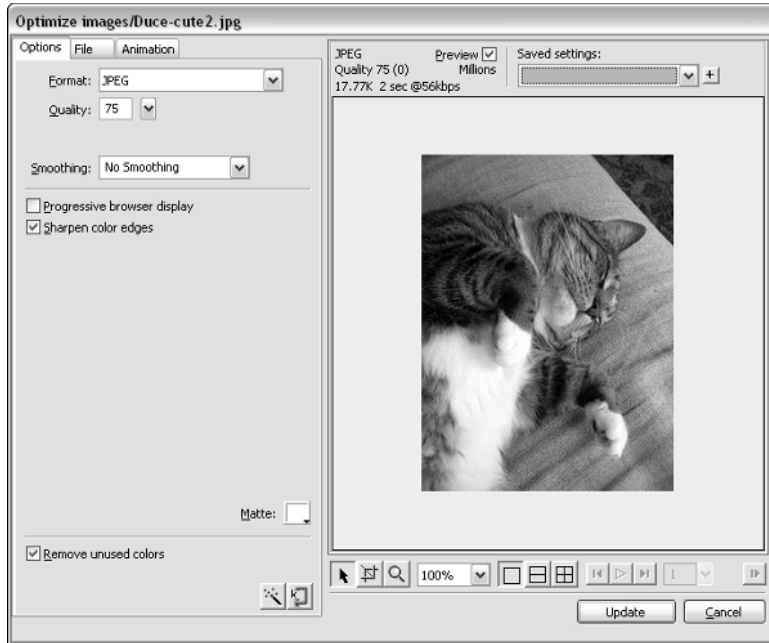 Optimize images/Duce-cute2.jpg
Options File Animation
Format: JPEG
Quality: 75
Smoothing: No Smoothing
Progressive browser display
Sharpen color edges
Matte:
Remove unused colors
JPEG Preview
Quality 75 (0) Millions
17.77K 2 sec @56kbps
Saved settings:
+
100%
1
Update Cancel